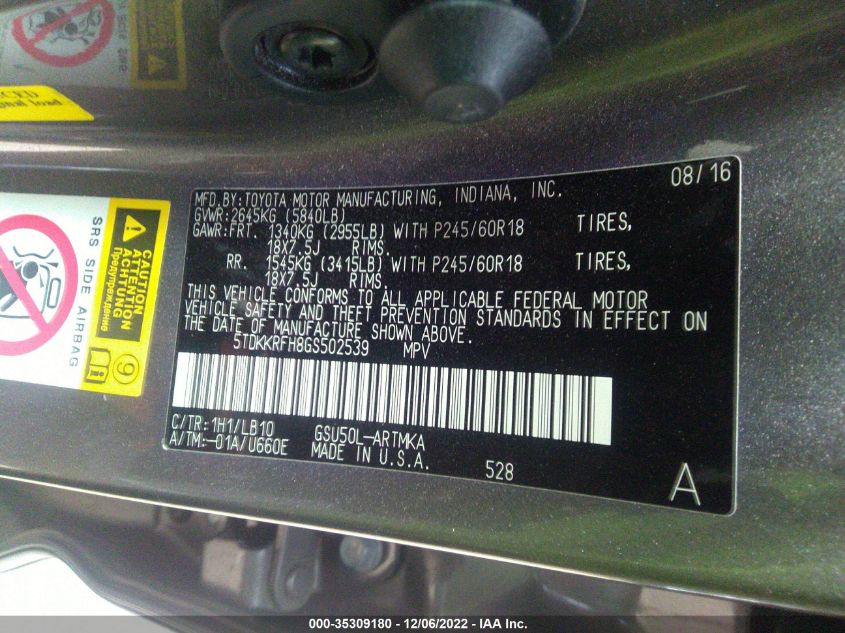 ional load
MFD.BY:TOYOTA MOTOR MANUFACTURING, INDIANA, INC. 08/16
GVWR:2645KG (5840LB)
GAWR:FRT. 1340KG (2955LB) WITH P245/60R18 TIRES,
18X7.5J RIMS.
RR. 1545KG (3415LB) WITH P245/60R18 TIRES,
18X7.5J RIMS.
THIS VEHICLE CONFORMS TO ALL APPLICABLE FEDERAL MOTOR
VEHICLE SAFETY AND THEFT PREVENTION STANDARDS IN EFFECT ON
THE DATE OF MANUFACTURE SHOWN ABOVE.
5TDKKRFH8GS502539 MPV
C/TR:1H1/LB10 GSU50L-ARTMKA
A/TM:-01A/U660E MADE IN U.S.A. 528
A
SRS SIDE AIRBAG
CAUTION
ATTENTION
ACHTUNG
Предупреждение
9
000-35309180 - 12/06/2022 - IAA Inc.